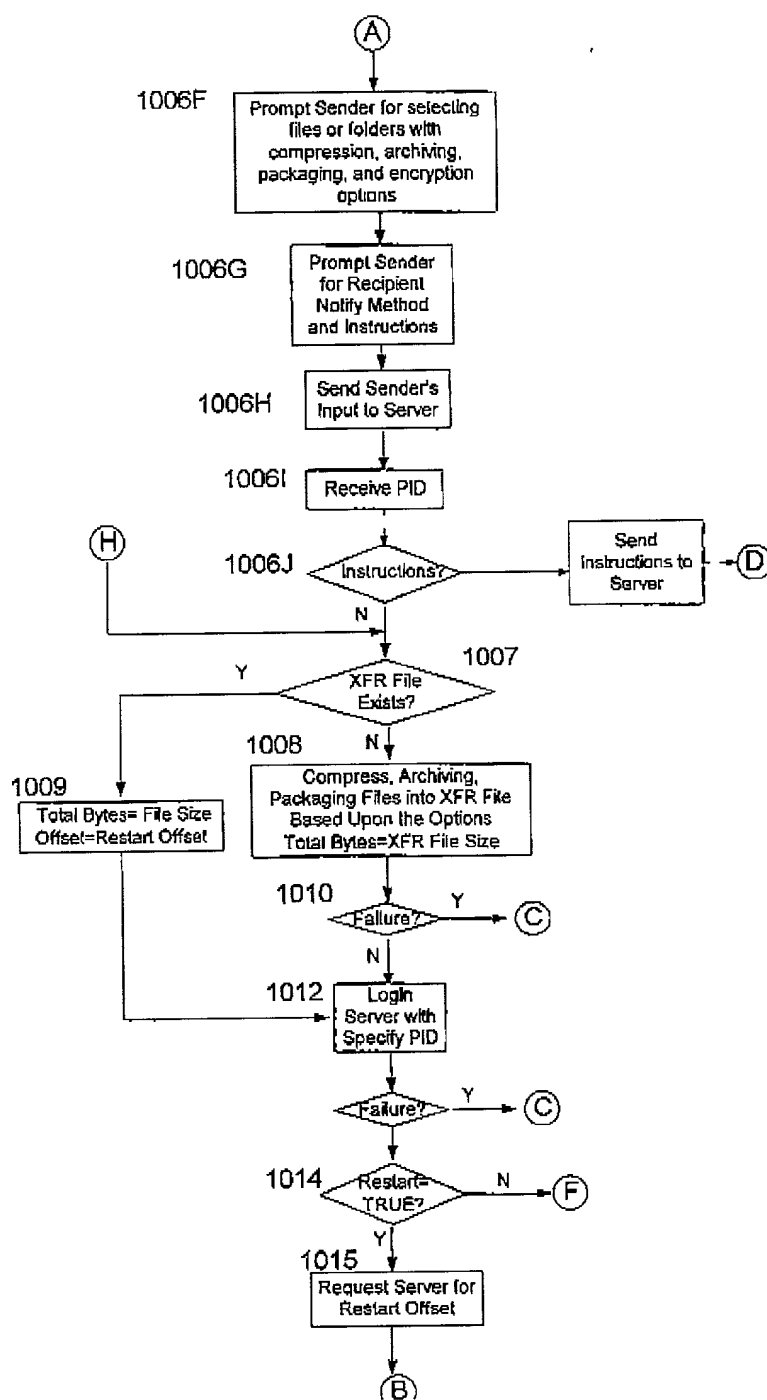 A
1006F
Prompt Sender for selecting
files or folders with
compression, archiving,
packaging, and encryption
options
1006G
Prompt Sender
for Recipient
Notify Method
and Instructions
1006H
Send Sender's
Input to Server
1006I
Receive PID
H
1006J
Instructions?
Send
Instructions to
Server
D
N
1007
Y
XFR File
Exists?
N
1008
Compress, Archiving,
Packaging Files into XFR File
Based Upon the Options
Total Bytes=XFR File Size
1009
Total Bytes= File Size
Offset=Restart Offset
1010
Failure?
Y
C
N
1012
Login
Server with
Specify PID
Failure?
Y
C
1014
Restart=
TRUE?
N
F
Y
1015
Request Server for
Restart Offset
B